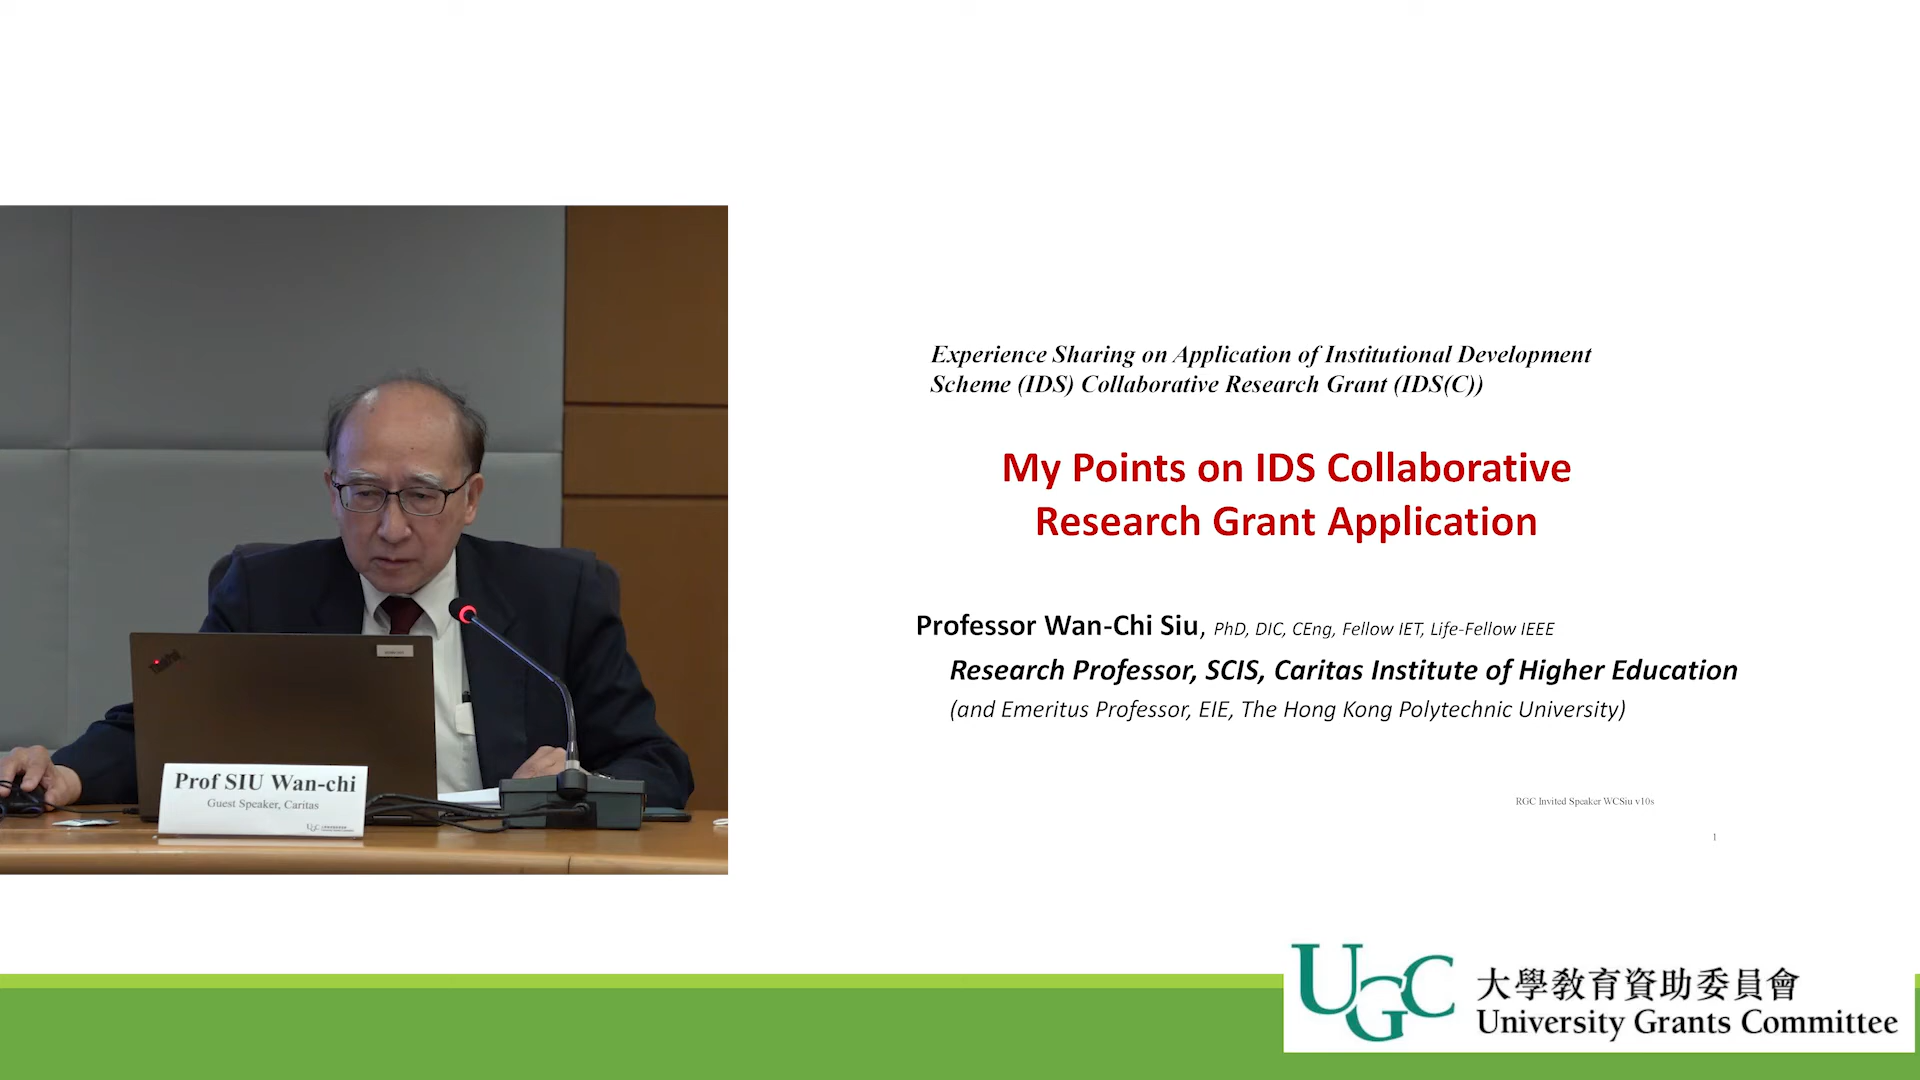 Experience Sharing on Application of Institutional Development
Scheme (IDS) Collaborative Research Grant (IDS(C))
My Points on IDS Collaborative
Research Grant Application
Professor Wan-Chi Siu, PhD, DIC, CEng, Fellow IET, Life-Fellow IEEE
Research Professor, SCIS, Caritas Institute of Higher Education
(and Emeritus Professor, EIE, The Hong Kong Polytechnic University)
RGC Invited Speaker WCSiu v10s
1
ThinkPad
Prof SIU Wan-chi
Guest Speaker, Caritas
UGC
UGC
大學教育資助委員會
University Grants Committee